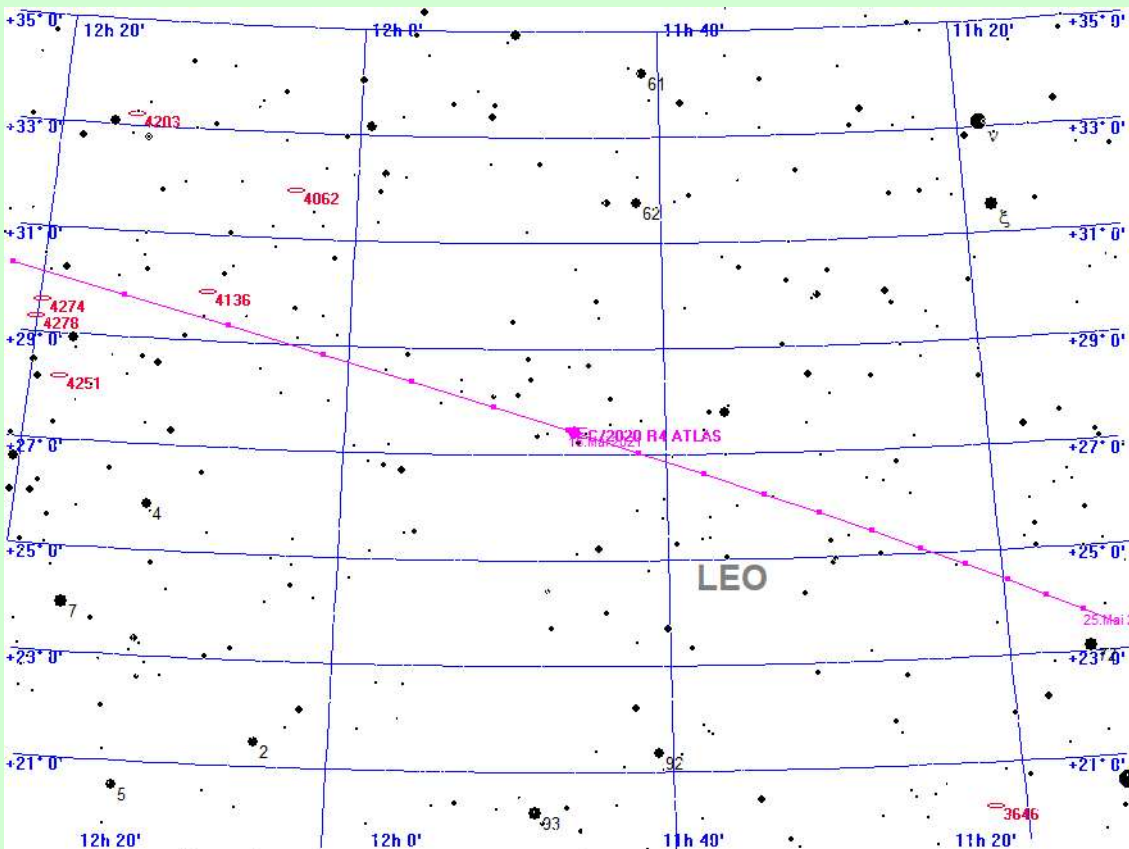 +35° 0' 12h 20' 12h 0' 11h 40' 11h 20' +35° 0'
61
4203
+33° 0' ν +33° 0'
4062
62 ξ
+31° 0' +31° 0'
4274 4136
4278
+29° 0' +29° 0'
4251
C/2020 R4 ATLAS
+27° 0' +27° 0'
4
+25° 0' +25° 0'
LEO
7
25.Mai
+23° 0' +23° 0'
2 92
+21° 0' +21° 0'
5
93 3646
12h 20' 12h 0' 11h 40' 11h 20'